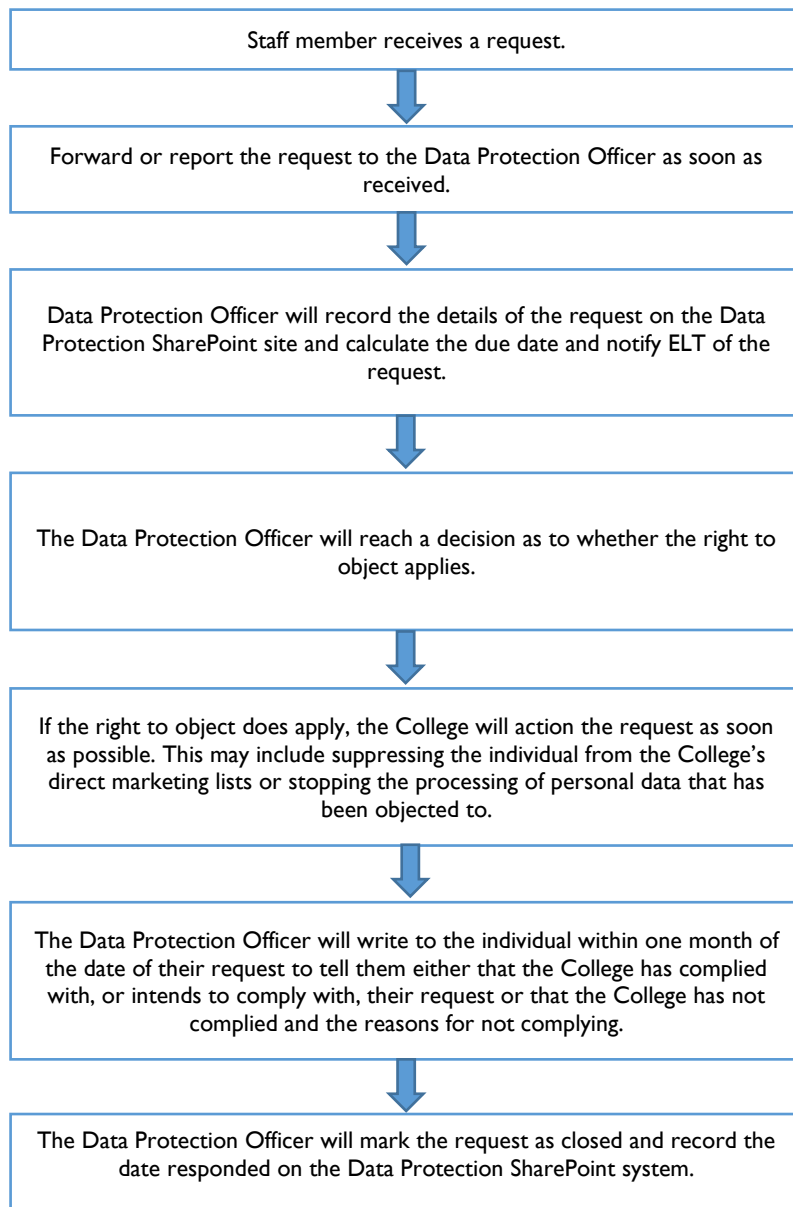 Staff member receives a request.
Forward or report the request to the Data Protection Officer as soon as
received.
Data Protection Officer will record the details of the request on the Data
Protection SharePoint site and calculate the due date and notify ELT of the
request.
The Data Protection Officer will reach a decision as to whether the right to
object applies.
If the right to object does apply, the College will action the request as soon
as possible. This may include suppressing the individual from the College’s
direct marketing lists or stopping the processing of personal data that has
been objected to.
The Data Protection Officer will write to the individual within one month of
the date of their request to tell them either that the College has complied
with, or intends to comply with, their request or that the College has not
complied and the reasons for not complying.
The Data Protection Officer will mark the request as closed and record the
date responded on the Data Protection SharePoint system.